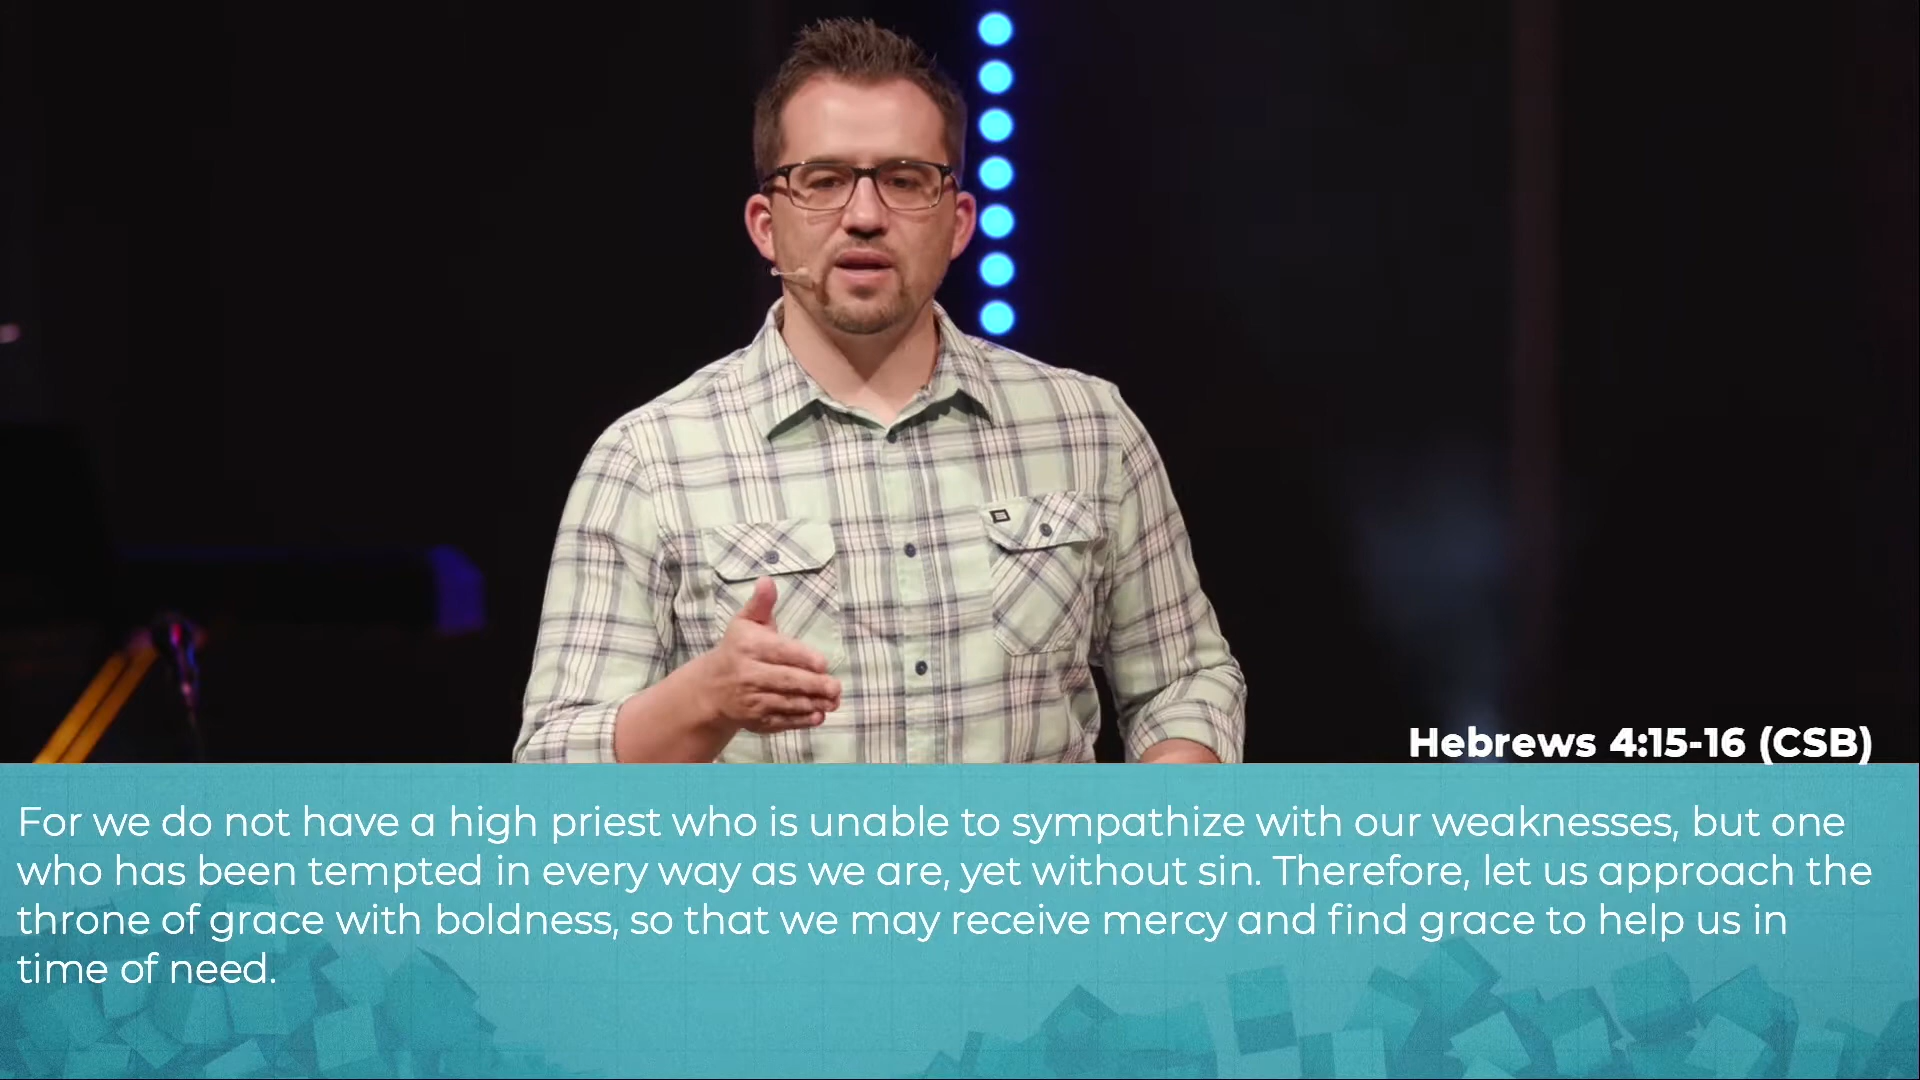 Hebrews 4:15-16 (CSB)
For we do not have a high priest who is unable to sympathize with our weaknesses, but one
who has been tempted in every way as we are, yet without sin. Therefore, let us approach the
throne of grace with boldness, so that we may receive mercy and find grace to help us in
time of need.